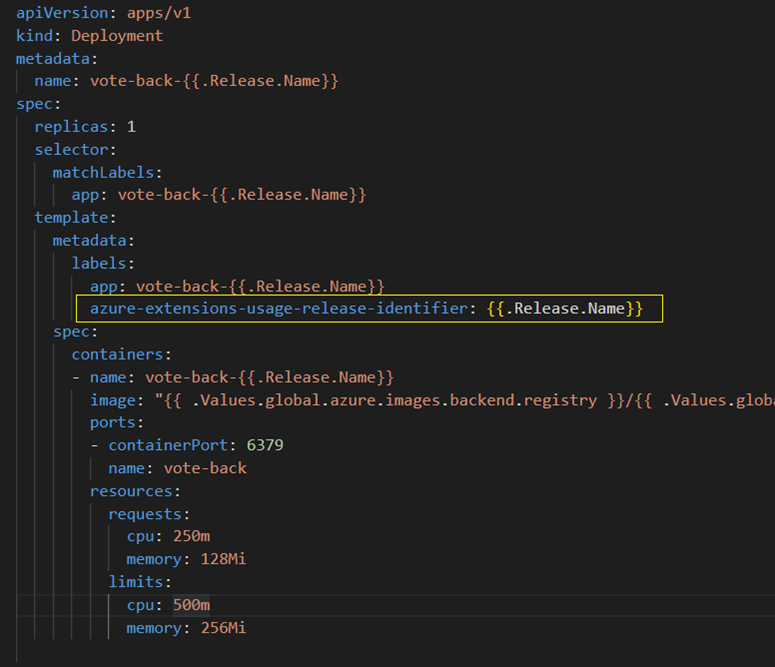 apiVersion: apps/v1
kind: Deployment
metadata:
  name: vote-back-{{.Release.Name}}
spec:
  replicas: 1
  selector:
    matchLabels:
      app: vote-back-{{.Release.Name}}
  template:
    metadata:
      labels:
        app: vote-back-{{.Release.Name}}
        azure-extensions-usage-release-identifier: {{.Release.Name}}
    spec:
      containers:
      - name: vote-back-{{.Release.Name}}
        image: "{{ .Values.global.azure.images.backend.registry }}/{{ .Values.globa
        ports:
        - containerPort: 6379
          name: vote-back
        resources:
          requests:
            cpu: 250m
            memory: 128Mi
          limits:
            cpu: 500m
            memory: 256Mi